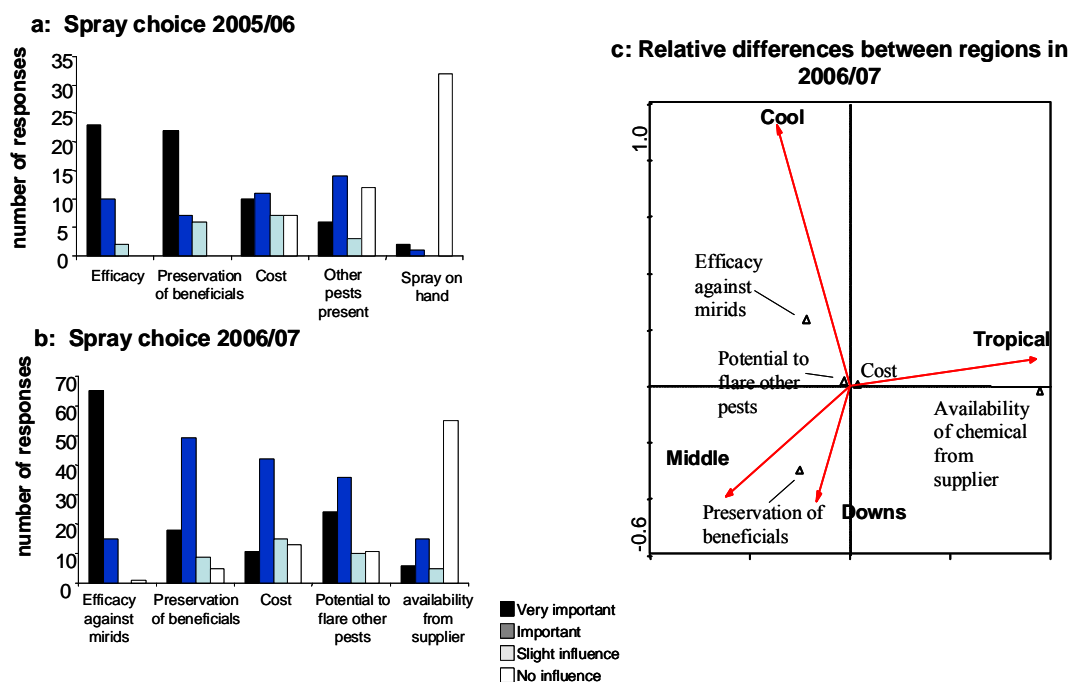 a: Spray choice 2005/06
number of responses
35
30
25
20
15
10
5
0
Efficacy
Preservation
of beneficials
Cost
Other
pests
present
Spray on
hand
b: Spray choice 2006/07
number of responses
70
60
50
40
30
20
10
0
Efficacy
against
mirids
Preservation
of beneficials
Cost
Potential to
flare other
pests
availability
from
supplier
Very important
Important
Slight influence
No influence
c: Relative differences between regions in
2006/07
1.0
-0.6
Cool
Efficacy
against
mirids
Tropical
Potential to
flare other
pests
Cost
Availability
of chemical
from
supplier
Middle
Preservation of
beneficials
Downs